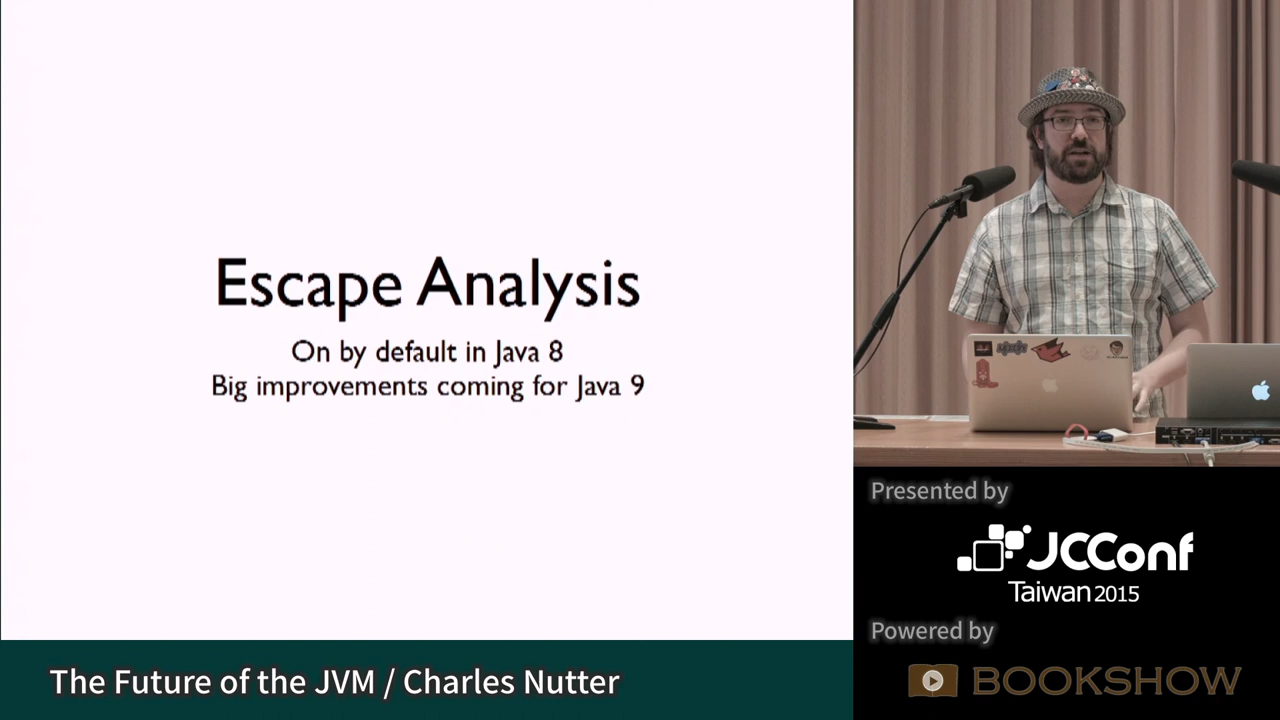 Escape Analysis
On by default in Java 8
Big improvements coming for Java 9
Presented by
JCConf
Taiwan 2015
Powered by
BOOKSHOW
The Future of the JVM / Charles Nutter